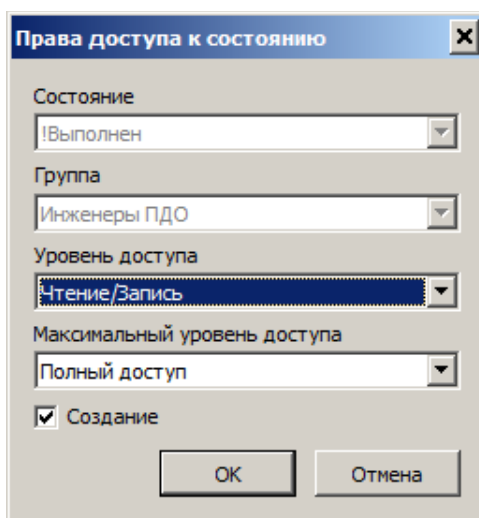 Права доступа к состоянию
Состояние
!Выполнен
Группа
Инженеры ПДО
Уровень доступа
Чтение/Запись
Максимальный уровень доступа
Полный доступ
Создание
ОК
Отмена